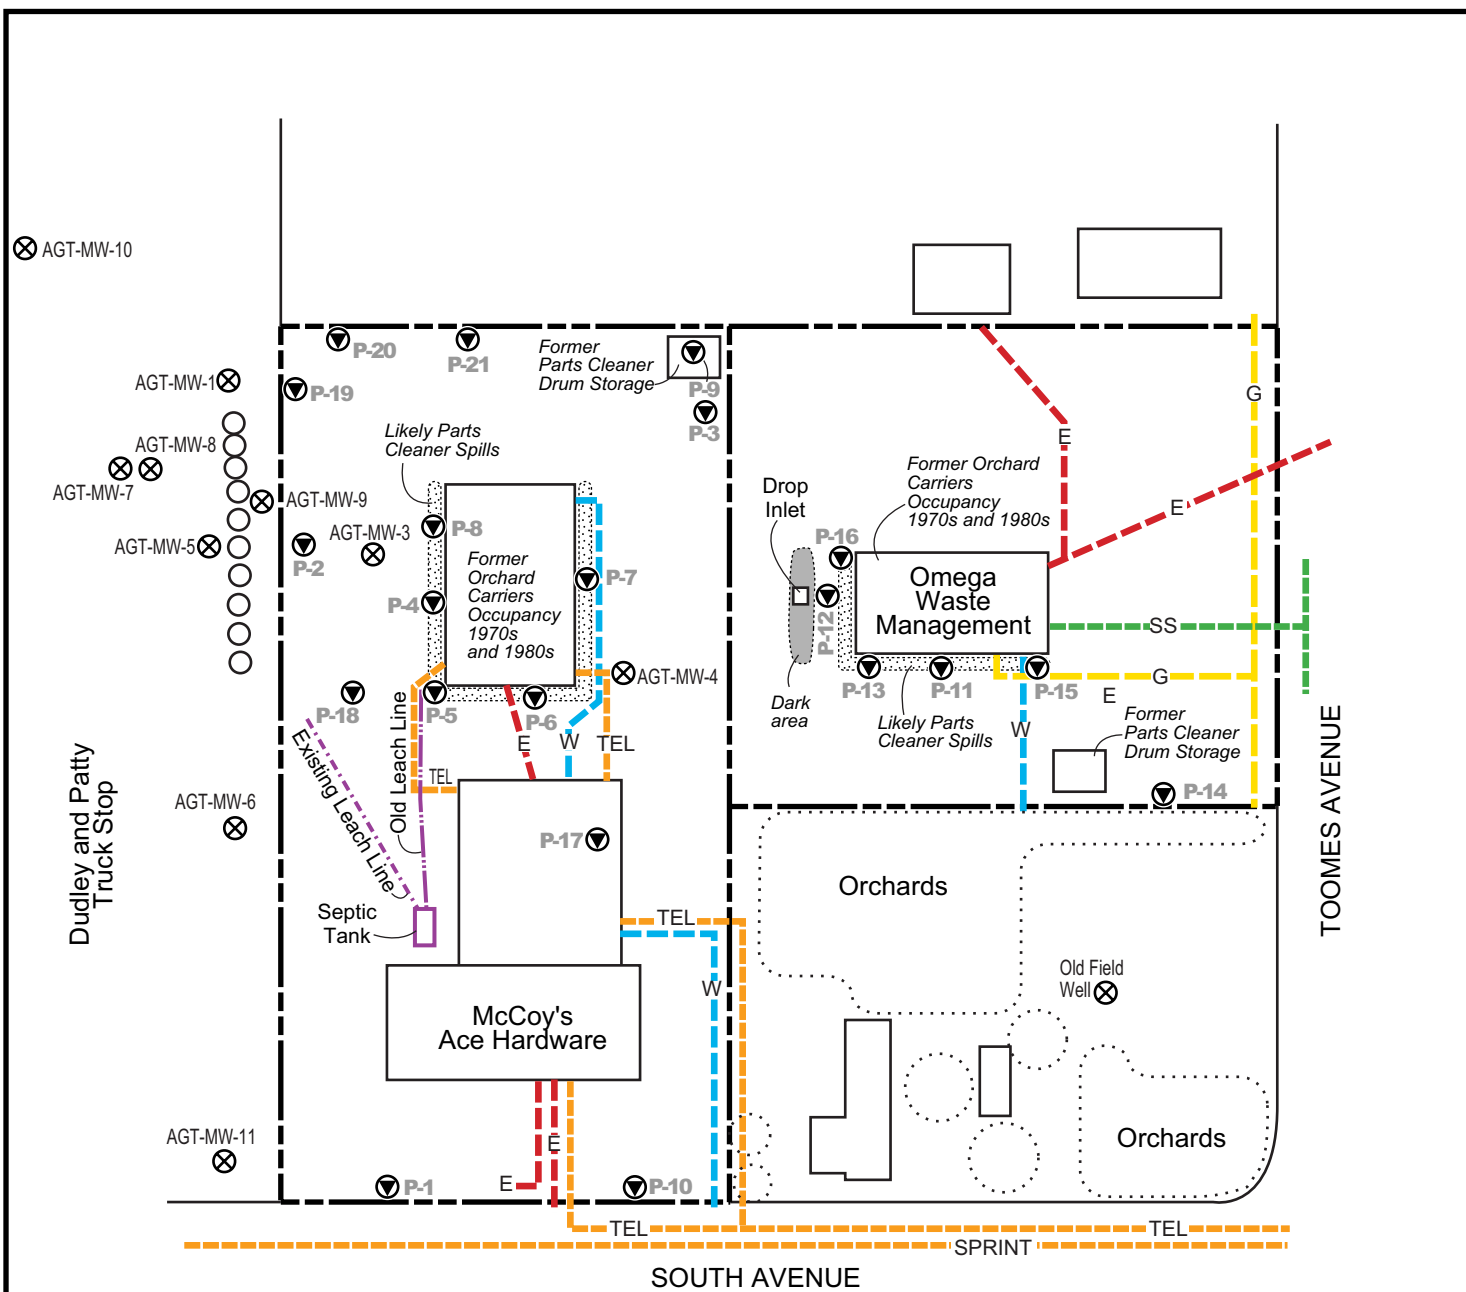 AGT-MW-10
P-20
P-21
Former
Parts Cleaner
Drum Storage
P-9
P-3
AGT-MW-1
P-19
G
AGT-MW-8
AGT-MW-7
AGT-MW-9
AGT-MW-5
P-2
AGT-MW-3
Likely Parts
Cleaner Spills
P-8
P-4
Former
Orchard
Carriers
Occupancy
1970s
and 1980s
P-7
E
E
Former Orchard
Carriers
Occupancy
1970s and 1980s
Drop
Inlet
P-16
P-12
Omega
Waste
Management
SS
Dark
area
P-13
P-11
P-15
G
E
Likely Parts
Cleaner Spills
W
Former
Parts Cleaner
Drum Storage
P-14
AGT-MW-4
P-18
P-5
P-6
E
W
TEL
TEL
Old Leach Line
Existing Leach Line
AGT-MW-6
Dudley and Patty
Truck Stop
P-17
Septic
Tank
TEL
W
McCoy's
Ace Hardware
Orchards
Old Field
Well
TOOMES AVENUE
Orchards
AGT-MW-11
P-1
E
E
P-10
TEL
TEL
SPRINT
SOUTH AVENUE